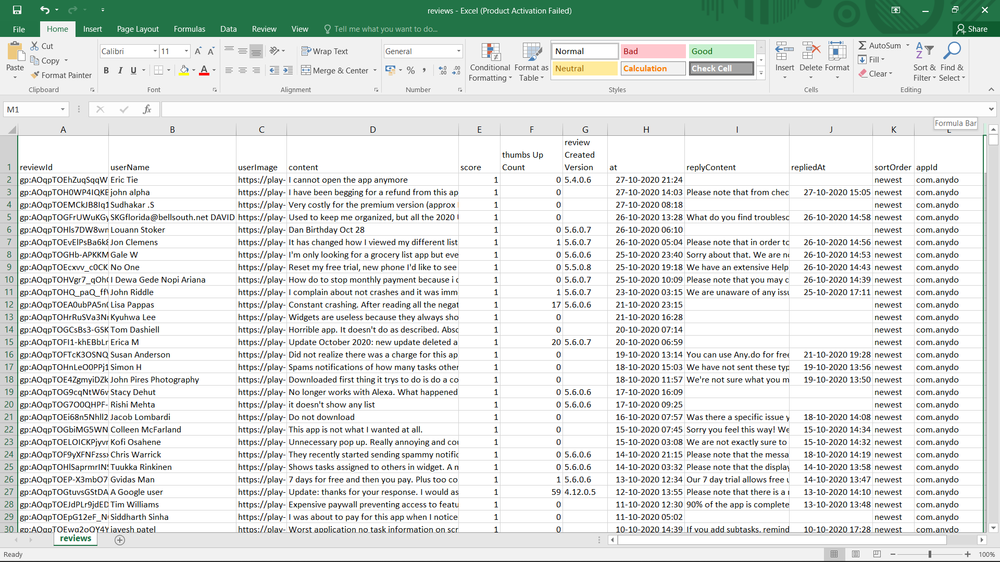 reviews - Excel (Product Activation Failed)
File Home Insert Page Layout Formulas Data Review View Tell me what you want to do... Share
Paste Cut Copy Format Painter Clipboard
Calibri 11 B I U Font
Wrap Text Merge & Center Alignment
General % , Number
Conditional Formatting Format as Table Normal Bad Good Neutral Calculation Check Cell Styles
Insert Delete Format Cells
AutoSum Fill Clear Sort & Filter Find & Select Editing
M1 fx
Formula Bar
A B C D E F G H I J K L
1 reviewId userName userImage content score thumbs Up Count review Created Version at replyContent repliedAt sortOrder appId
2 gp:AOqpTOEhZuqSqqW Eric Tie https://play- I cannot open the app anymore 1 0 5.4.0.6 27-10-2020 21:24 newest com.anydo
3 gp:AOqpTOH0WP4IQKE john alpha https://play- I have been begging for a refund from this ap 1 0 27-10-2020 14:03 Please note that from chec 27-10-2020 15:05 newest com.anydo
4 gp:AOqpTOEMCkJB8Iq1 Sudhakar .S https://play- Very costly for the premium version (approx 1 0 27-10-2020 08:18 newest com.anydo
5 gp:AOqpTOGFrUWuKGy SKGflorida@bellsouth.net DAVID https://play- Used to keep me organized, but all the 2020 1 0 26-10-2020 13:28 What do you find troublesc 26-10-2020 14:58 newest com.anydo
6 gp:AOqpTOHls7DW8wn Louann Stoker https://play- Dan Birthday Oct 28 1 0 5.6.0.7 26-10-2020 06:10 newest com.anydo
7 gp:AOqpTOEvElPsBa6k8 Jon Clemens https://play- It has changed how I viewed my different list 1 1 5.6.0.7 26-10-2020 05:04 Please note that in order to 26-10-2020 14:56 newest com.anydo
8 gp:AOqpTOGHb-APKKM Gale W https://play- I'm only looking for a grocery list app but eve 1 0 5.6.0.6 25-10-2020 23:40 Sorry about that. We are no 26-10-2020 14:53 newest com.anydo
9 gp:AOqpTOEcxvv_c0CK No One https://play- Reset my free trial, new phone I'd like to see 1 0 5.5.0.8 25-10-2020 19:18 We have an extensive Help 26-10-2020 14:43 newest com.anydo
10 gp:AOqpTOHVgr7_qOh I Dewa Gede Nopi Ariana https://play- How do to stop monthly payment because i 1 0 5.6.0.7 25-10-2020 10:09 Please note that you may c 26-10-2020 14:39 newest com.anydo
11 gp:AOqpTOHQ_paQ_ff John Riddle https://play- I complain about not crashes and it was imm 1 1 5.6.0.7 23-10-2020 03:15 We are unaware of any issu 25-10-2020 17:11 newest com.anydo
12 gp:AOqpTOEA0ubPA5n Lisa Pappas https://play- Constant crashing. After reading all the negat 1 17 5.6.0.6 21-10-2020 23:15 newest com.anydo
13 gp:AOqpTOHrRuSVa3N Kyuhwa Lee https://play- Widgets are useless because they always sho 1 0 21-10-2020 16:28 newest com.anydo
14 gp:AOqpTOGCsBs3-GSK Tom Dashiell https://play- Horrible app. It doesn't do as described. Absc 1 0 20-10-2020 07:14 newest com.anydo
15 gp:AOqpTOFI1-khEBbLr Erica M https://play- Update October 2020: new update deleted a 1 20 5.6.0.7 20-10-2020 06:59 newest com.anydo
16 gp:AOqpTOFTcK3OSNQ Susan Anderson https://play- Did not realize there was a charge for this ap 1 0 19-10-2020 13:14 You can use Any.do for free 21-10-2020 19:28 newest com.anydo
17 gp:AOqpTOHnLeO0PPj1 Simon H https://play- Spams notifications of how many tasks other 1 0 18-10-2020 15:03 We have not sent these typ 19-10-2020 13:56 newest com.anydo
18 gp:AOqpTOE4ZgmyiDZk John Pires Photography https://play- Downloaded first thing it trys to do is do a co 1 0 18-10-2020 11:57 We're not sure what you m 19-10-2020 13:50 newest com.anydo
19 gp:AOqpTOG9cqNtW6v Stacy Dehut https://play- No longer works with Alexa. What happened 1 0 5.6.0.6 17-10-2020 16:09 newest com.anydo
20 gp:AOqpTOG7O0QHPF- Rishi Mehta https://play- it doesn't show any list 1 0 5.6.0.6 17-10-2020 09:25 newest com.anydo
21 gp:AOqpTOEi68n5Nhll2 Jacob Lombardi https://play- Do not download 1 0 16-10-2020 07:57 Was there a specific issue y 18-10-2020 14:08 newest com.anydo
22 gp:AOqpTOGbiMG5WN Colleen McFarland https://play- This app is not what I wanted at all. 1 0 15-10-2020 07:45 Sorry you feel this way! We 15-10-2020 14:34 newest com.anydo
23 gp:AOqpTOELOICKPjyvr Kofi Osahene https://play- Unnecessary pop up. Really annoying and cou 1 0 15-10-2020 03:08 We are not exactly sure to 15-10-2020 14:32 newest com.anydo
24 gp:AOqpTOF9yXFNFzssx Chris Warrick https://play- They recently started sending spammy notific 1 0 5.6.0.6 14-10-2020 21:15 Please note that the messa 18-10-2020 14:19 newest com.anydo
25 gp:AOqpTOHlSaprmrINS Tuukka Rinkinen https://play- Shows tasks assigned to others in widget. A n 1 0 5.6.0.6 14-10-2020 03:32 Please note that the display 14-10-2020 13:58 newest com.anydo
26 gp:AOqpTOEP-X3mbO7 Gvidas Man https://play- 7 days for free and then you pay. Plus too co 1 1 5.6.0.6 13-10-2020 12:34 Our 7 day trial allows free u 14-10-2020 13:47 newest com.anydo
27 gp:AOqpTOGtuvsGStDA A Google user https://play- Update: thanks for your response. I would as 1 59 4.12.0.5 12-10-2020 13:55 Please note that there is a 13-10-2020 14:10 newest com.anydo
28 gp:AOqpTOEJdPLr9jdED Tim Williams https://play- Expensive paywall preventing access to featu 1 0 11-10-2020 12:30 90% of the app is complete 13-10-2020 13:48 newest com.anydo
29 gp:AOqpTOEpG12eF_N Siddharth Sinha https://play- I was about to pay for this app when I notice 1 0 11-10-2020 05:02 newest com.anydo
30 gp:AOqpTOEwq2oQY4Y jayesh patel https://play- Worst application no task information on scr 1 0 10-10-2020 14:39 If you add subtasks, remind 10-10-2020 17:28 newest com.anydo
reviews
Ready 100%